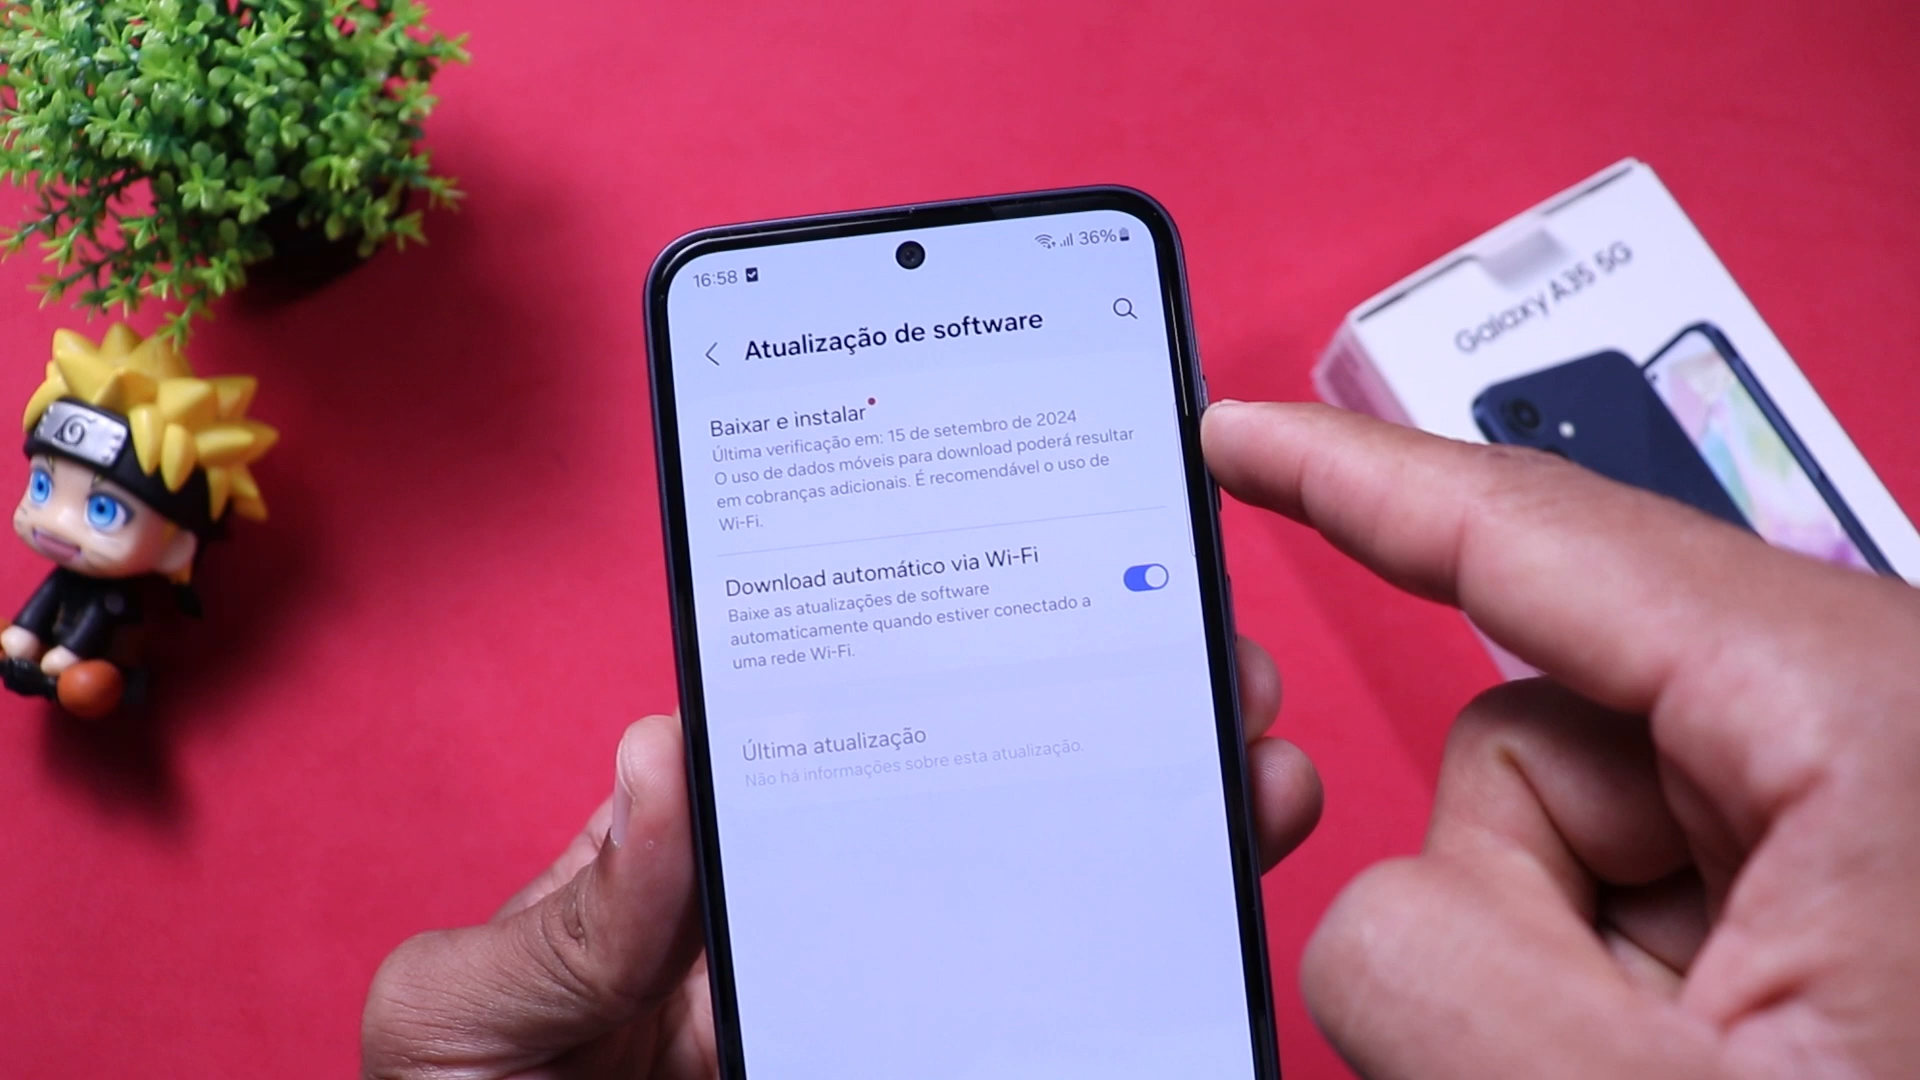 16:58
36%
Atualização de software
Baixar e instalar
Última verificação em: 15 de setembro de 2024
O uso de dados móveis para download poderá resultar
em cobranças adicionais. É recomendável o uso de
Wi-Fi.
Download automático via Wi-Fi
Baixe as atualizações de software
automaticamente quando estiver conectado a
uma rede Wi-Fi.
Última atualização
Não há informações sobre esta atualização.
Galaxy A35 5G